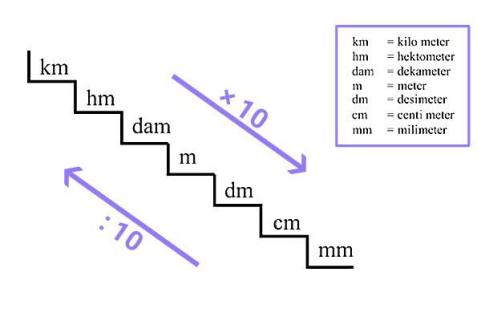 km
hm
dam
m
dm
cm
mm
× 10
: 10
km = kilo meter
hm = hektometer
dam = dekameter
m = meter
dm = desimeter
cm = centi meter
mm = milimeter